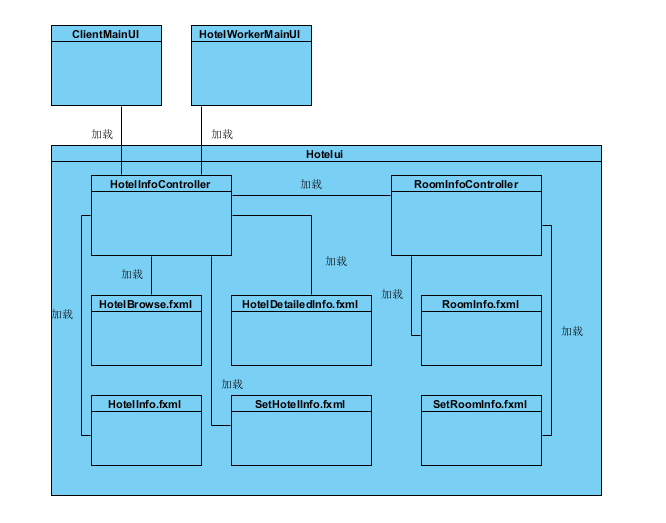 ClientMainUI
HotelWorkerMainUI
加载
加载
Hotelui
HotelInfoController
加载
RoomInfoController
加载
加载
加载
HotelBrowse.fxml
HotelDetailedInfo.fxml
RoomInfo.fxml
加载
加载
加载
HotelInfo.fxml
SetHotelInfo.fxml
SetRoomInfo.fxml